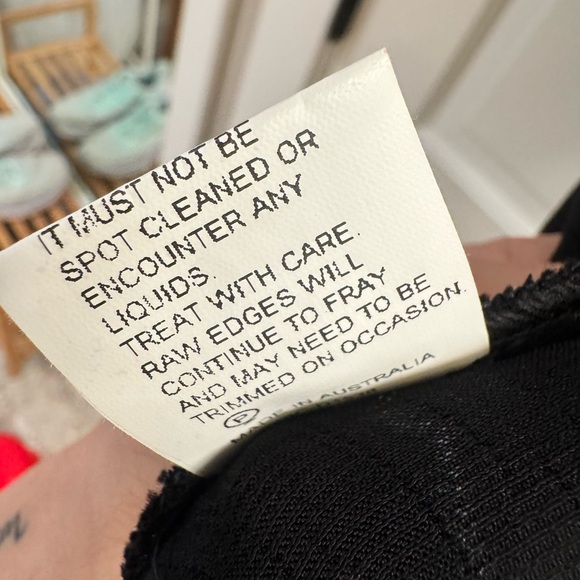 IT MUST NOT BE
SPOT CLEANED OR
ENCOUNTER ANY
LIQUIDS.
TREAT WITH CARE.
RAW EDGES WILL
CONTINUE TO FRAY
AND MAY NEED TO BE
TRIMMED ON OCCASION.
Ⓟ
MADE IN AUSTRALIA